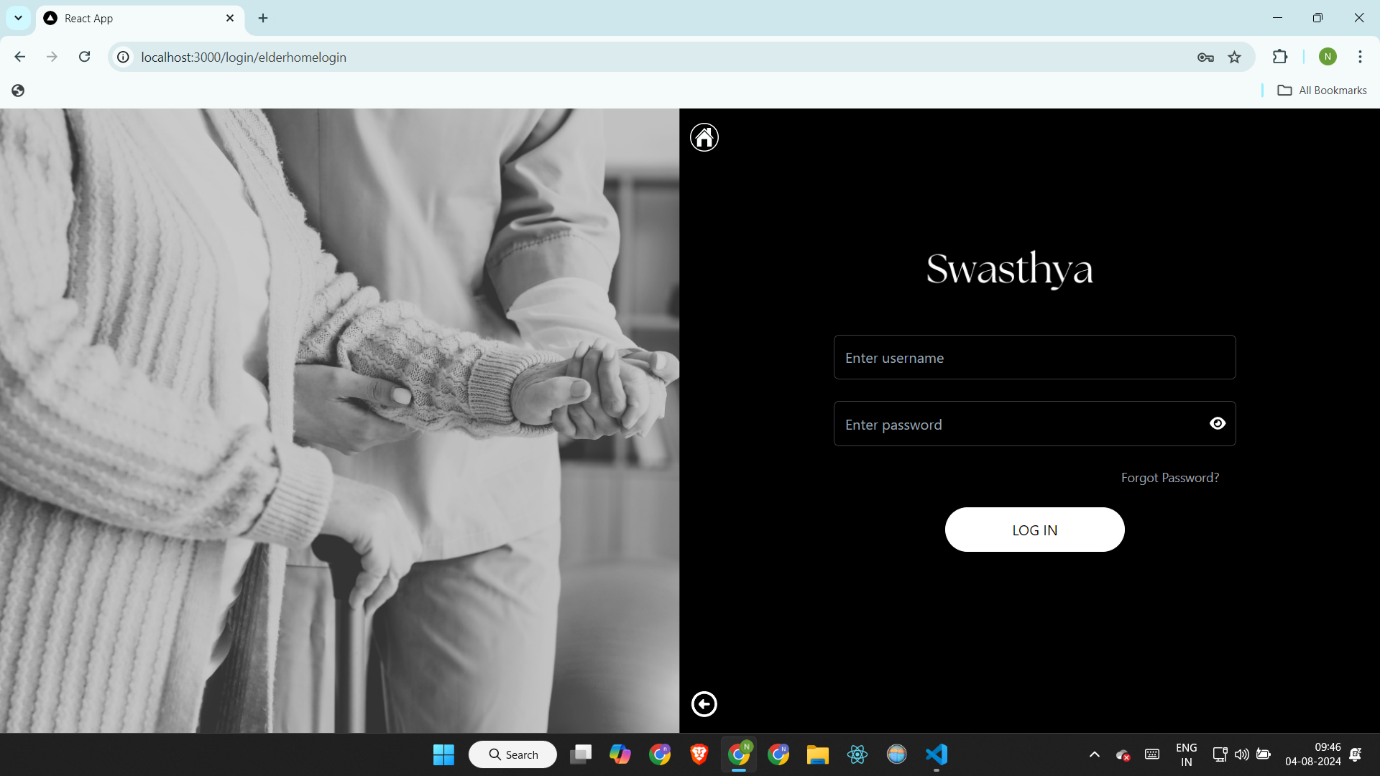 React App
localhost:3000/login/elderhomelogin
N
All Bookmarks
Swasthya
Enter username
Enter password
Forgot Password?
LOG IN
Search
ENG
IN
09:46
04-08-2024